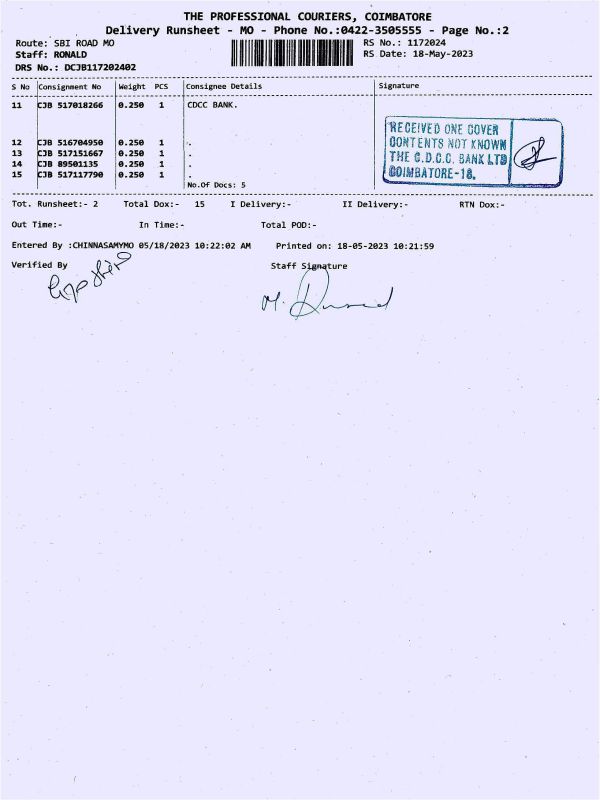 THE PROFESSIONAL COURIERS, COIMBATORE
Delivery Runsheet - MO - Phone No.:0422-3505555 - Page No.:2
Route: SBI ROAD MO RS No.: 1172024
Staff: RONALD RS Date: 18-May-2023
DRS No.: DCJB117202402
S No Consignment No Weight PCS Consignee Details Signature
11 CJB 517018266 0.250 1 CDCC BANK.
RECEIVED ONE COVER
CONTENTS NOT KNOWN
THE C.D.C.C. BANK LTD
COIMBATORE-18.
12 CJB 516704950 0.250 1 .
13 CJB 517151667 0.250 1 .
14 CJB 89501135 0.250 1 .
15 CJB 517117790 0.250 1 .
No.Of Docs: 5
Tot. Runsheet:- 2 Total Dox:- 15 I Delivery:- II Delivery:- RTN Dox:-
Out Time:- In Time:- Total POD:-
Entered By :CHINNASAMYMO 05/18/2023 10:22:02 AM Printed on: 18-05-2023 10:21:59
Verified By Staff Signature